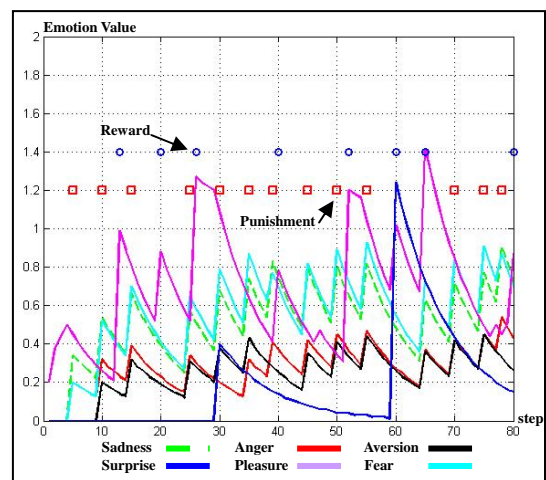 Emotion Value
2
1.8
1.6
Reward
1.4
1.2
Punishment
1
0.8
0.6
0.4
0.2
0
0 10 20 30 40 50 60 70 80
step
Sadness Anger Aversion
Surprise Pleasure Fear